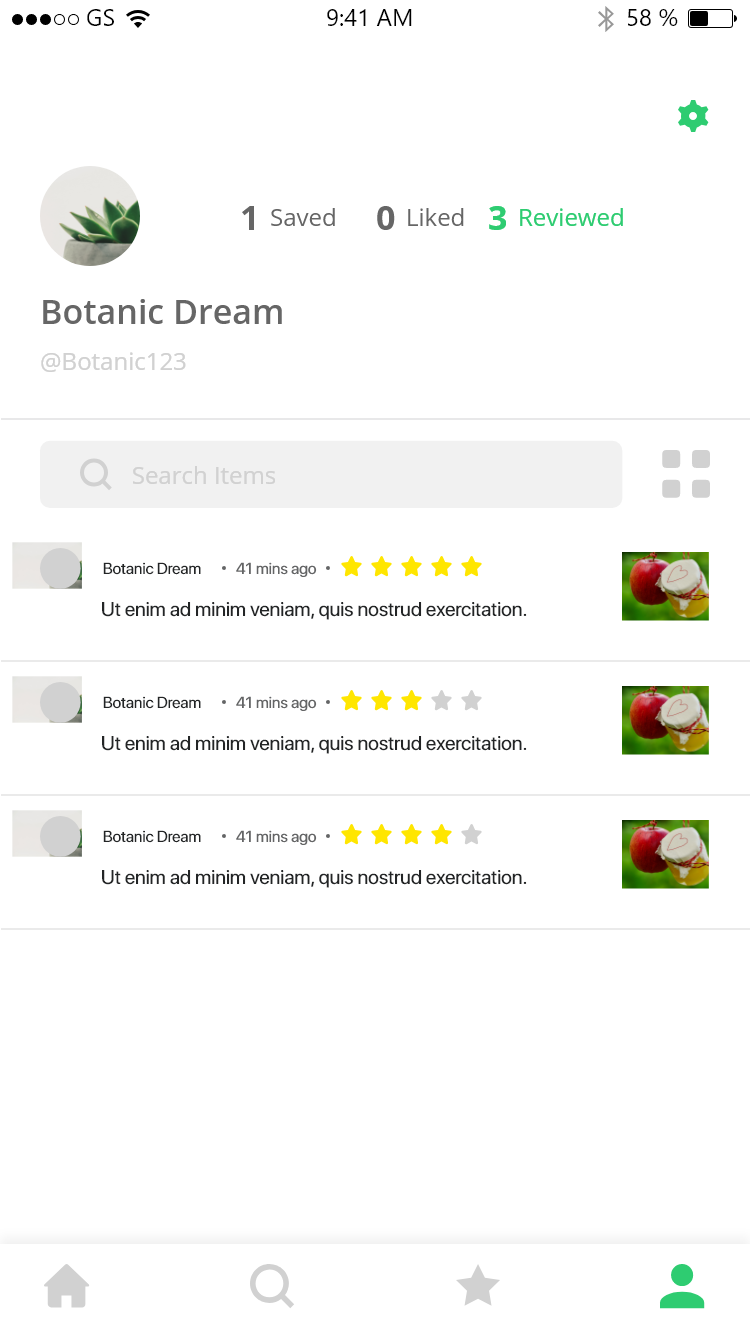 GS 9:41 AM 58 %
1 Saved 0 Liked 3 Reviewed
Botanic Dream
@Botanic123
Search Items
Botanic Dream • 41 mins ago •
Ut enim ad minim veniam, quis nostrud exercitation.
Botanic Dream • 41 mins ago •
Ut enim ad minim veniam, quis nostrud exercitation.
Botanic Dream • 41 mins ago •
Ut enim ad minim veniam, quis nostrud exercitation.